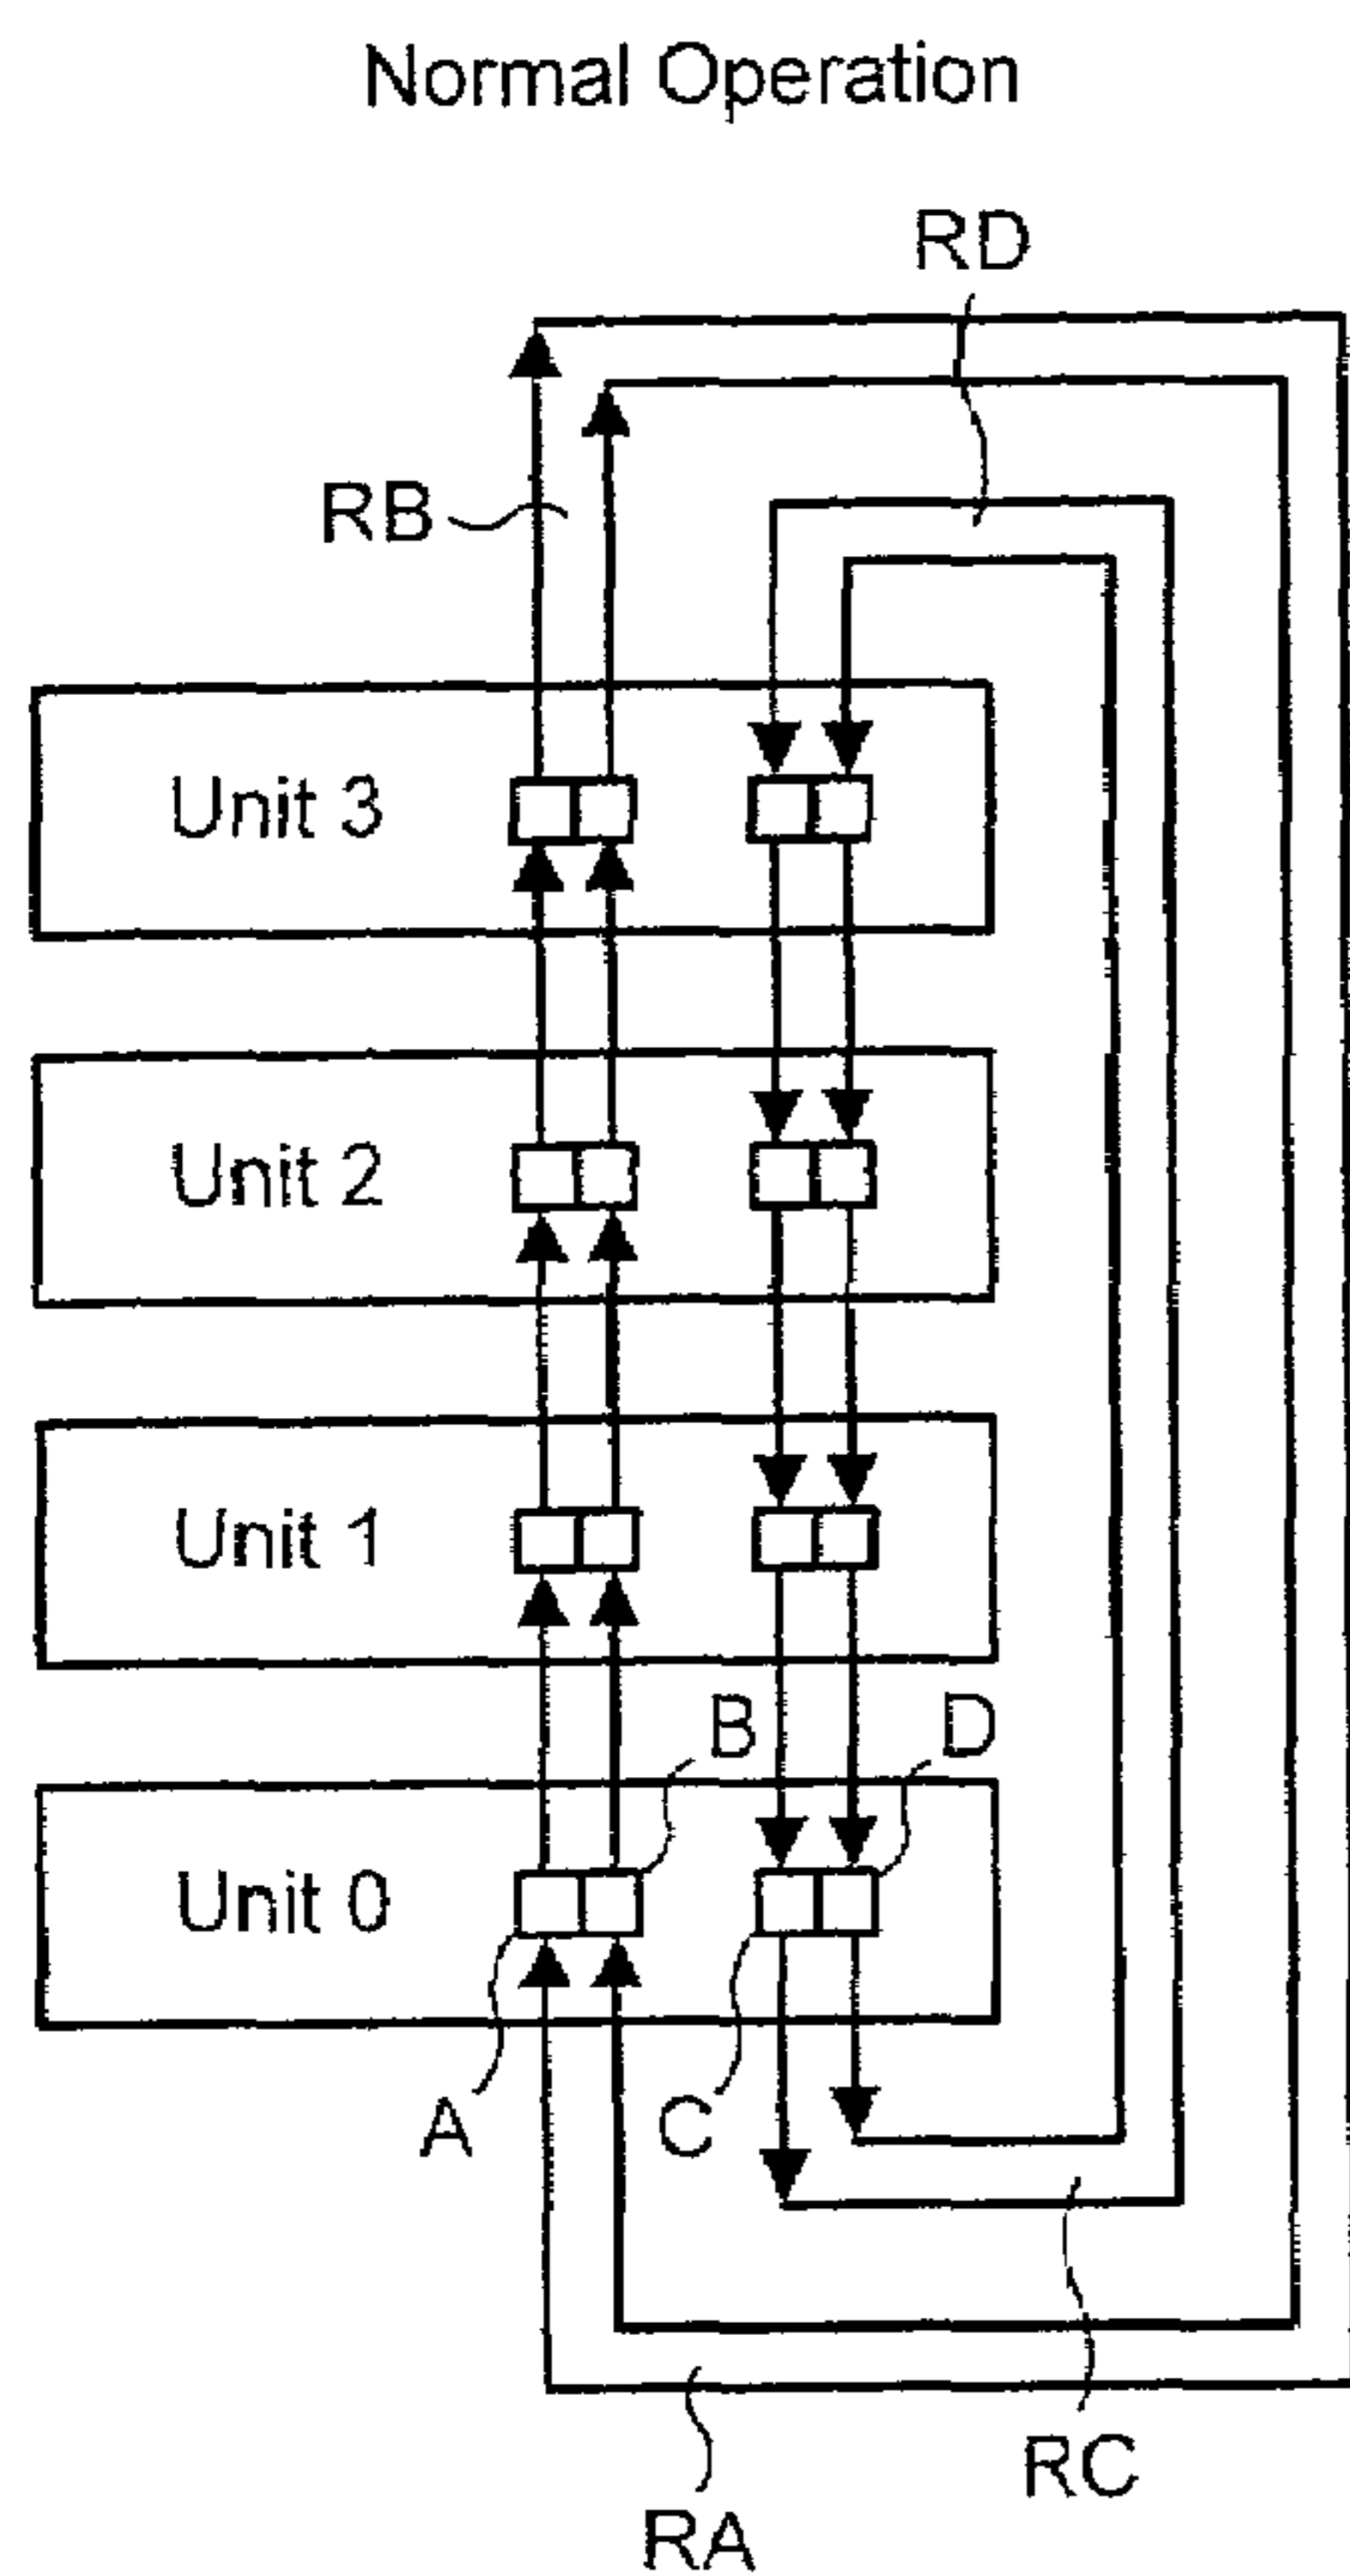 Normal Operation
RD
RB
Unit 3
Unit 2
Unit 1
B
D
Unit 0
A
C
RC
RA